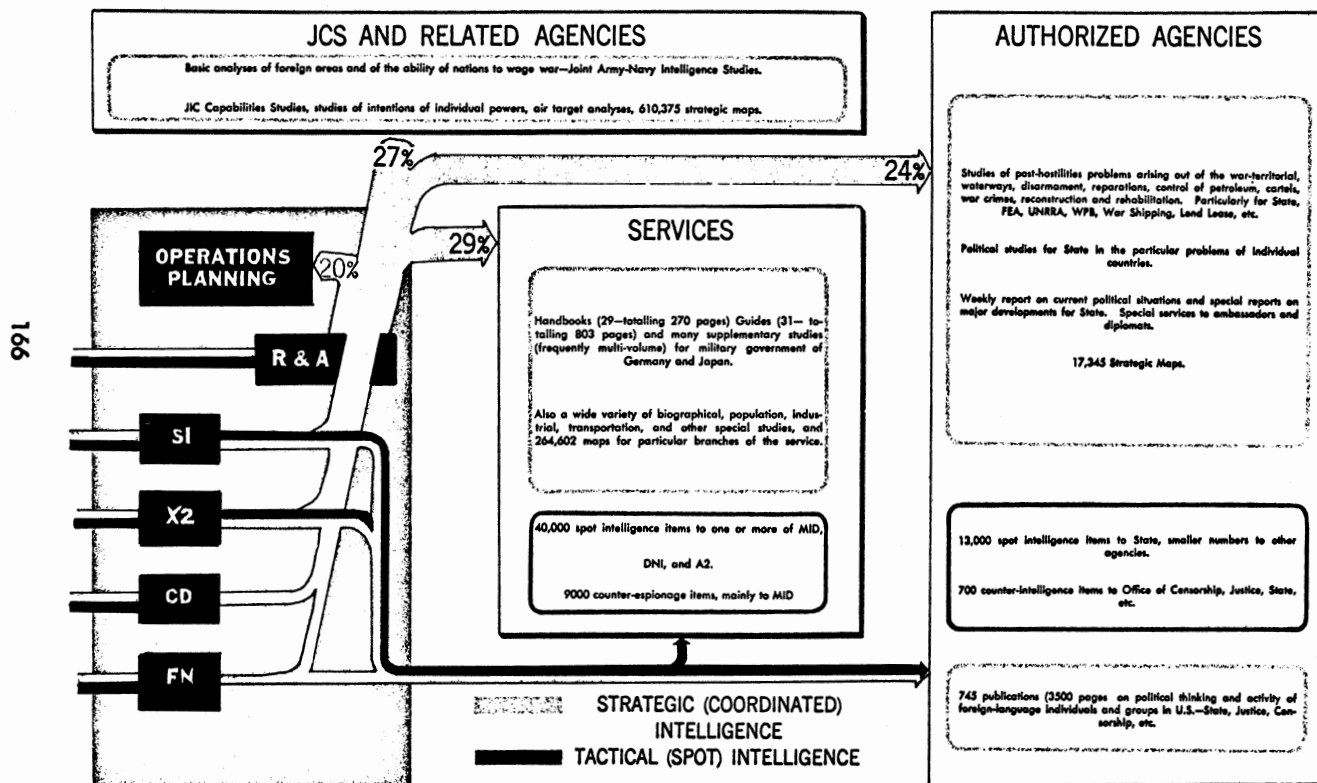 JCS AND RELATED AGENCIES
Basic analyses of foreign areas and of the ability of nations to wage war—Joint Army-Navy Intelligence Studies.
JIC Capabilities Studies, studies of intentions of individual powers, air target analyses, 610,375 strategic maps.
AUTHORIZED AGENCIES
Studies of post-hostilities problems arising out of the war-territorial,
waterways, disarmament, reparations, control of petroleum, cartels,
war crimes, reconstruction and rehabilitation. Particularly for State,
FEA, UNRRA, WPB, War Shipping, Lend Lease, etc.
Political studies for State in the particular problems of individual
countries.
Weekly report on current political situations and special reports on
major developments for State. Special services to ambassadors and
diplomats.
17,345 Strategic Maps.
13,000 spot intelligence items to State, smaller numbers to other
agencies.
700 counter-intelligence items to Office of Censorship, Justice, State,
etc.
745 publications (3500 pages on political thinking and activity of
foreign-language individuals and groups in U.S.—State, Justice, Cen-
sorship, etc.
27%
24%
29%
20%
SERVICES
Handbooks (29—totalling 270 pages) Guides (31— to-
talling 803 pages) and many supplementary studies
(frequently multi-volume) for military government of
Germany and Japan.
Also a wide variety of biographical, population, indus-
trial, transportation, and other special studies, and
264,602 maps for particular branches of the service.
40,000 spot intelligence items to one or more of MID,
DNI, and A2.
9000 counter-espionage items, mainly to MID
OPERATIONS
PLANNING
R & A
SI
X2
CD
FN
STRATEGIC (COORDINATED)
INTELLIGENCE
TACTICAL (SPOT) INTELLIGENCE
166